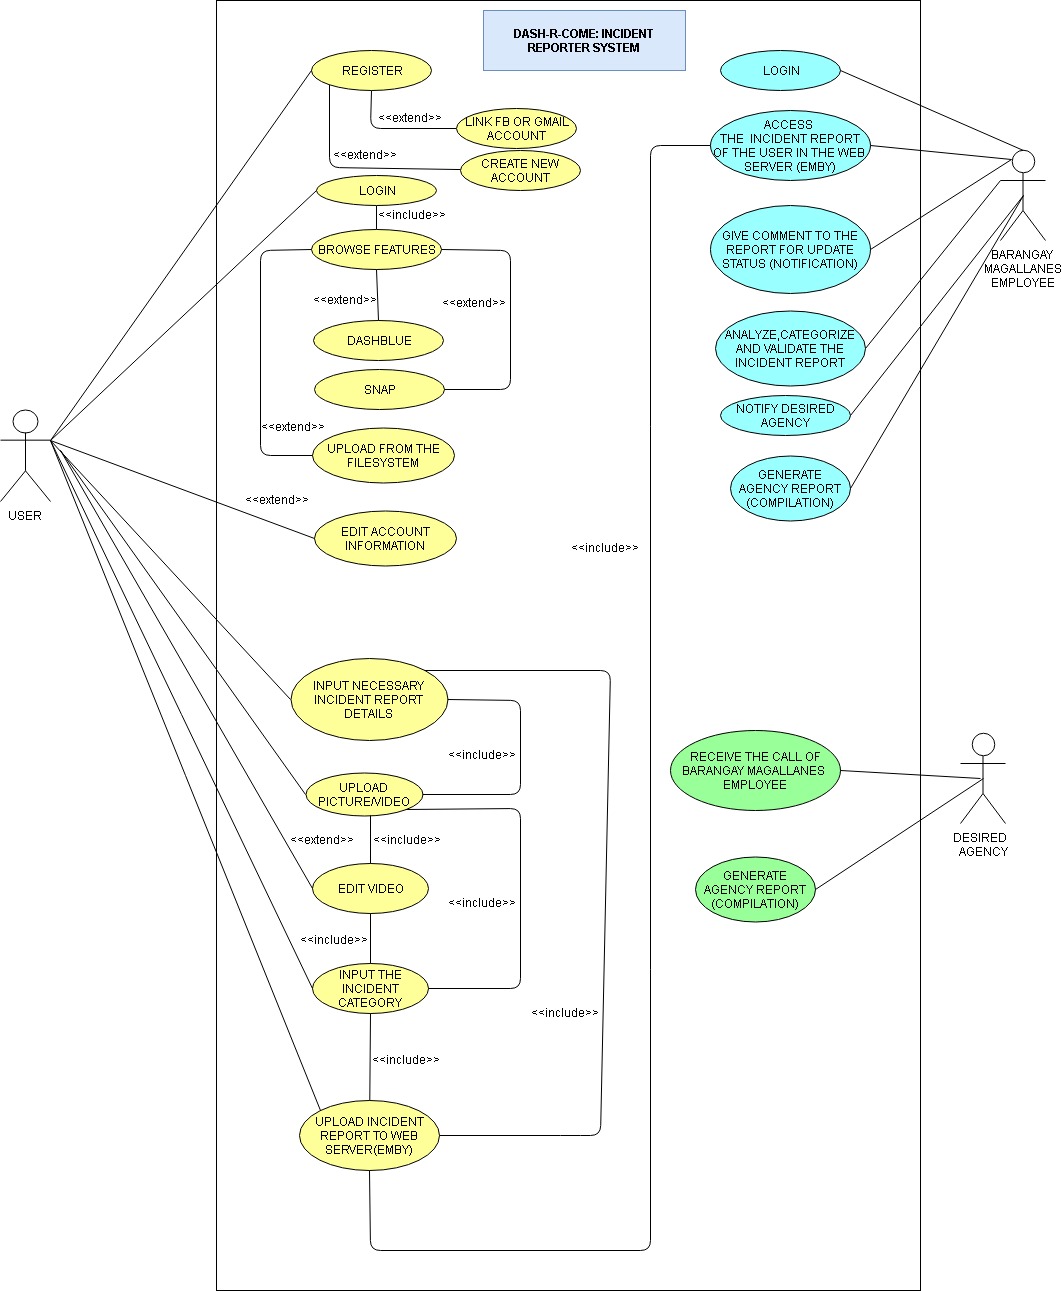 DASH-R-COME: INCIDENT
REPORTER SYSTEM
REGISTER
<<extend>>
LINK FB OR GMAIL
ACCOUNT
<<extend>>
CREATE NEW
ACCOUNT
LOGIN
<<include>>
BROWSE FEATURES
<<extend>>
<<extend>>
DASHBLUE
SNAP
<<extend>>
UPLOAD FROM THE
FILESYSTEM
USER
<<extend>>
EDIT ACCOUNT
INFORMATION
<<include>>
INPUT NECESSARY
INCIDENT REPORT
DETAILS
<<include>>
UPLOAD
PICTURE/VIDEO
<<extend>>
<<include>>
EDIT VIDEO
<<include>>
<<include>>
INPUT THE
INCIDENT
CATEGORY
<<include>>
<<include>>
UPLOAD INCIDENT
REPORT TO WEB
SERVER(EMBY)
LOGIN
ACCESS
THE  INCIDENT REPORT
OF THE USER IN THE WEB
SERVER (EMBY)
GIVE COMMENT TO THE
REPORT FOR UPDATE
STATUS (NOTIFICATION)
BARANGAY
MAGALLANES
EMPLOYEE
ANALYZE,CATEGORIZE
AND VALIDATE THE
INCIDENT REPORT
NOTIFY DESIRED
AGENCY
GENERATE
AGENCY REPORT
(COMPILATION)
RECEIVE THE CALL OF
BARANGAY MAGALLANES
EMPLOYEE
DESIRED
AGENCY
GENERATE
AGENCY REPORT
(COMPILATION)